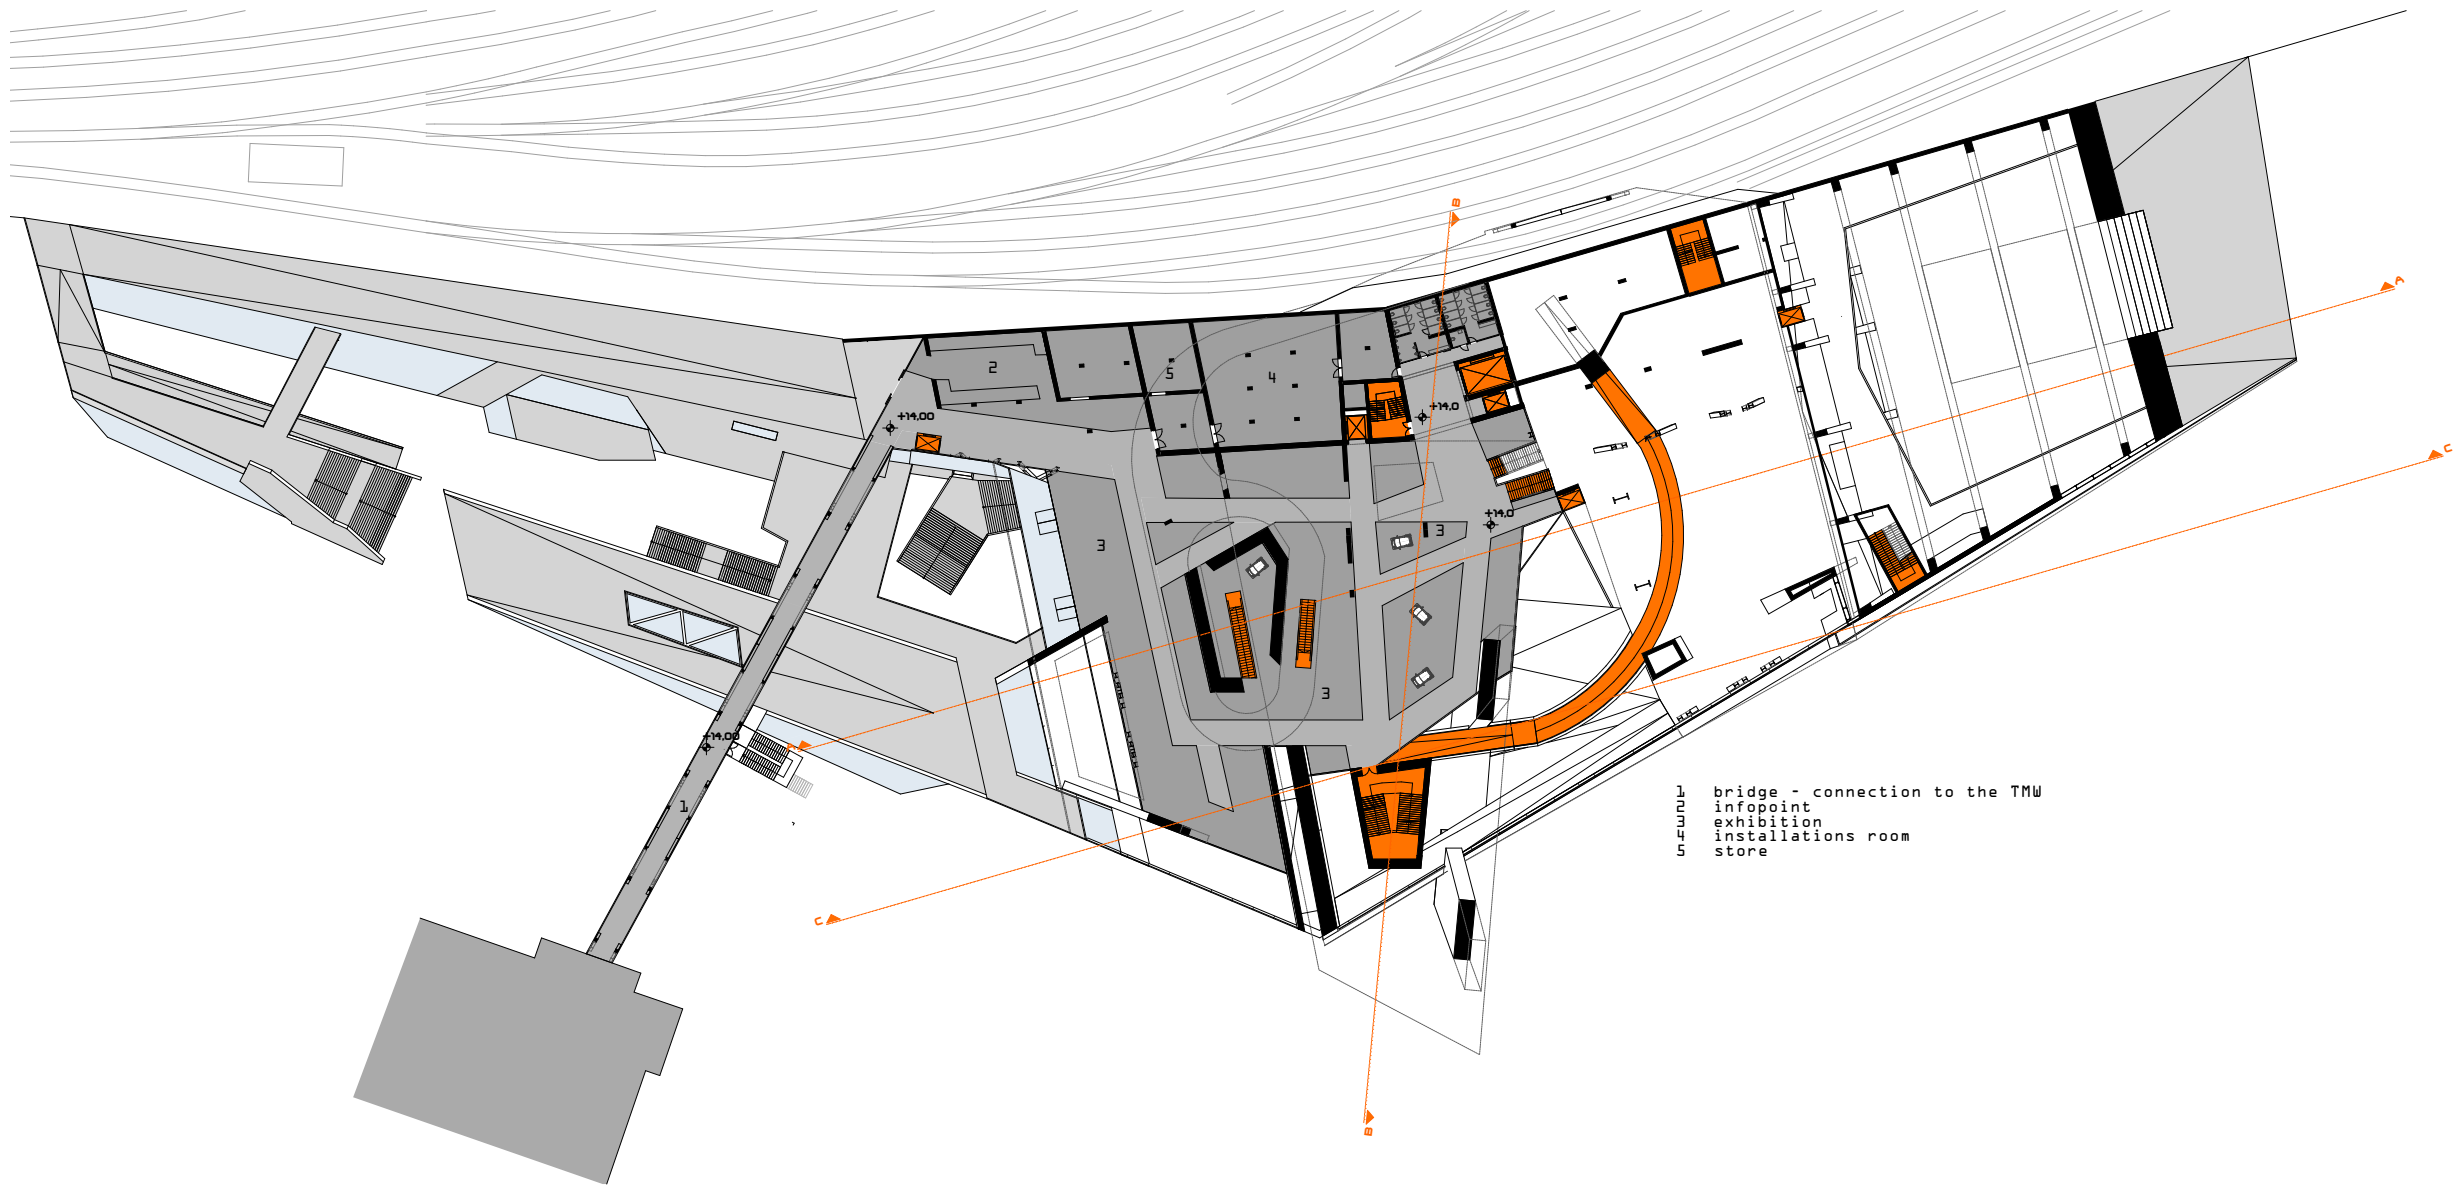 B
A
2
5
4
+14,00
+14,0
C
+14,0
3
3
3
+14,00
A
1
1 bridge - connection to the TMW
2 infopoint
3 exhibition
4 installations room
5 store
C
B